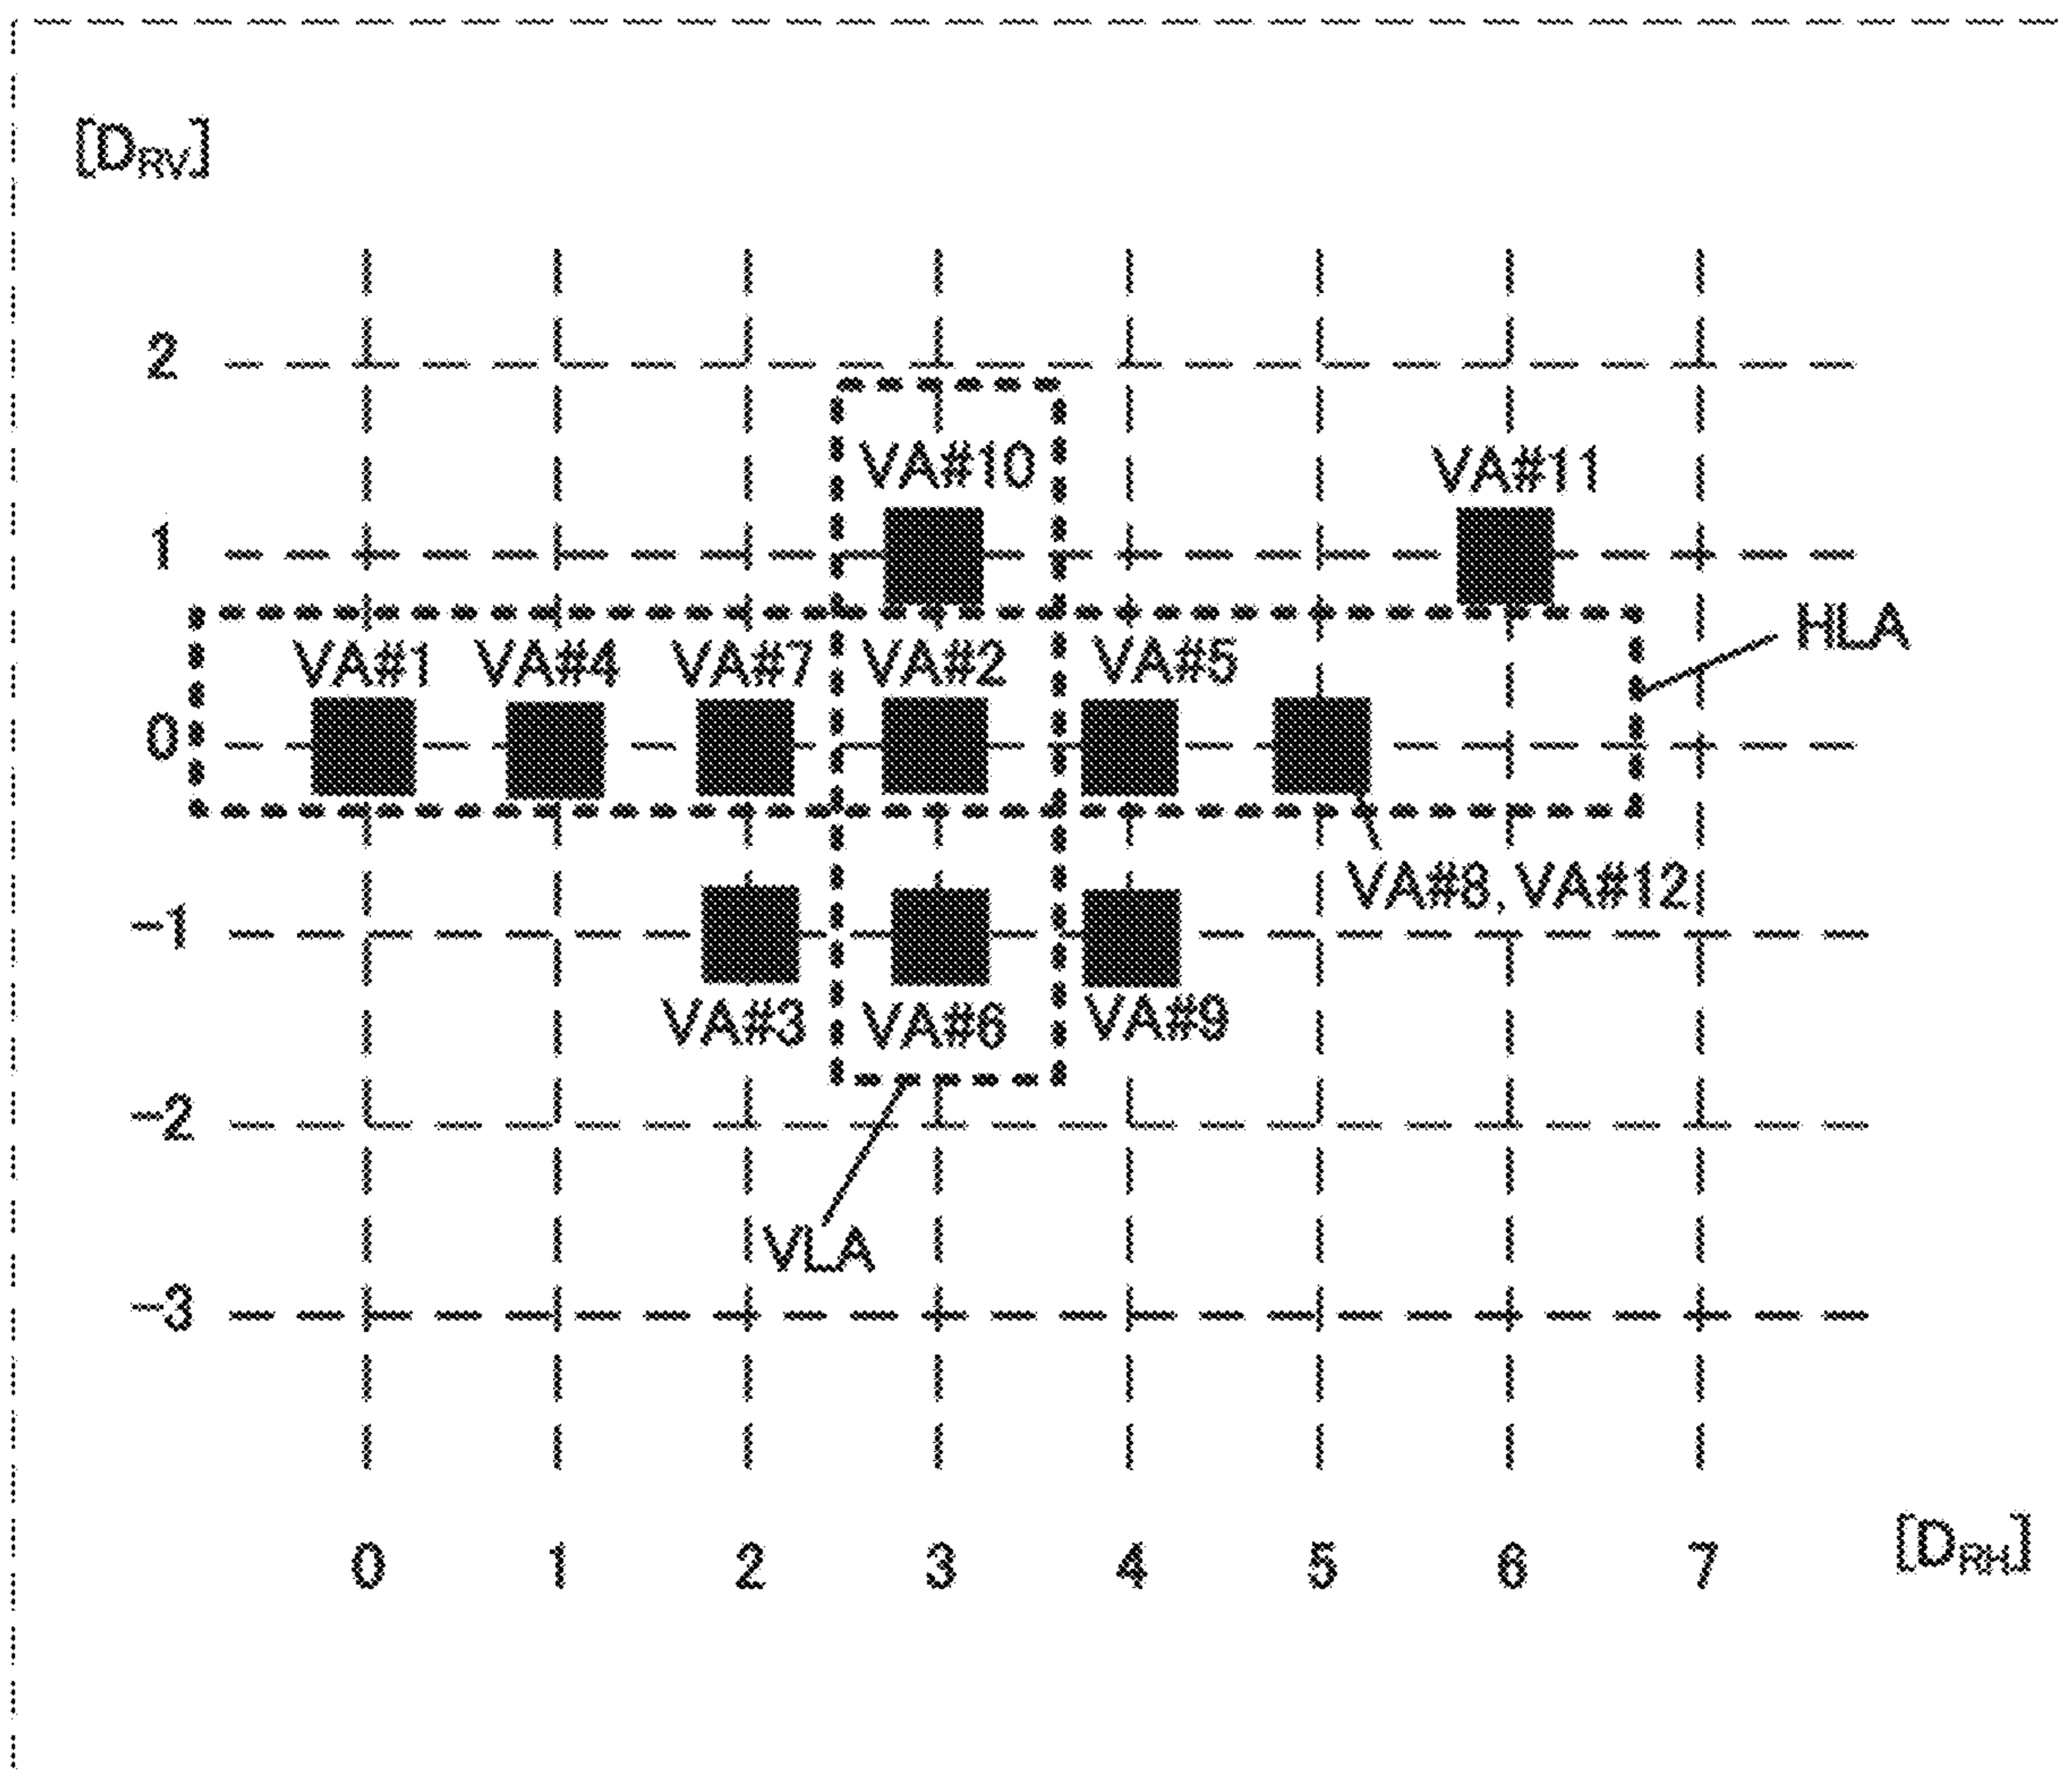 [DRV]
2
VA#10 VA#11
1
HLA
VA#1 VA#4 VA#7 VA#2 VA#5
0
VA#8, VA#12
-1
VA#3 VA#6 VA#9
-2
VLA
-3
0 1 2 3 4 5 6 7 [DRH]